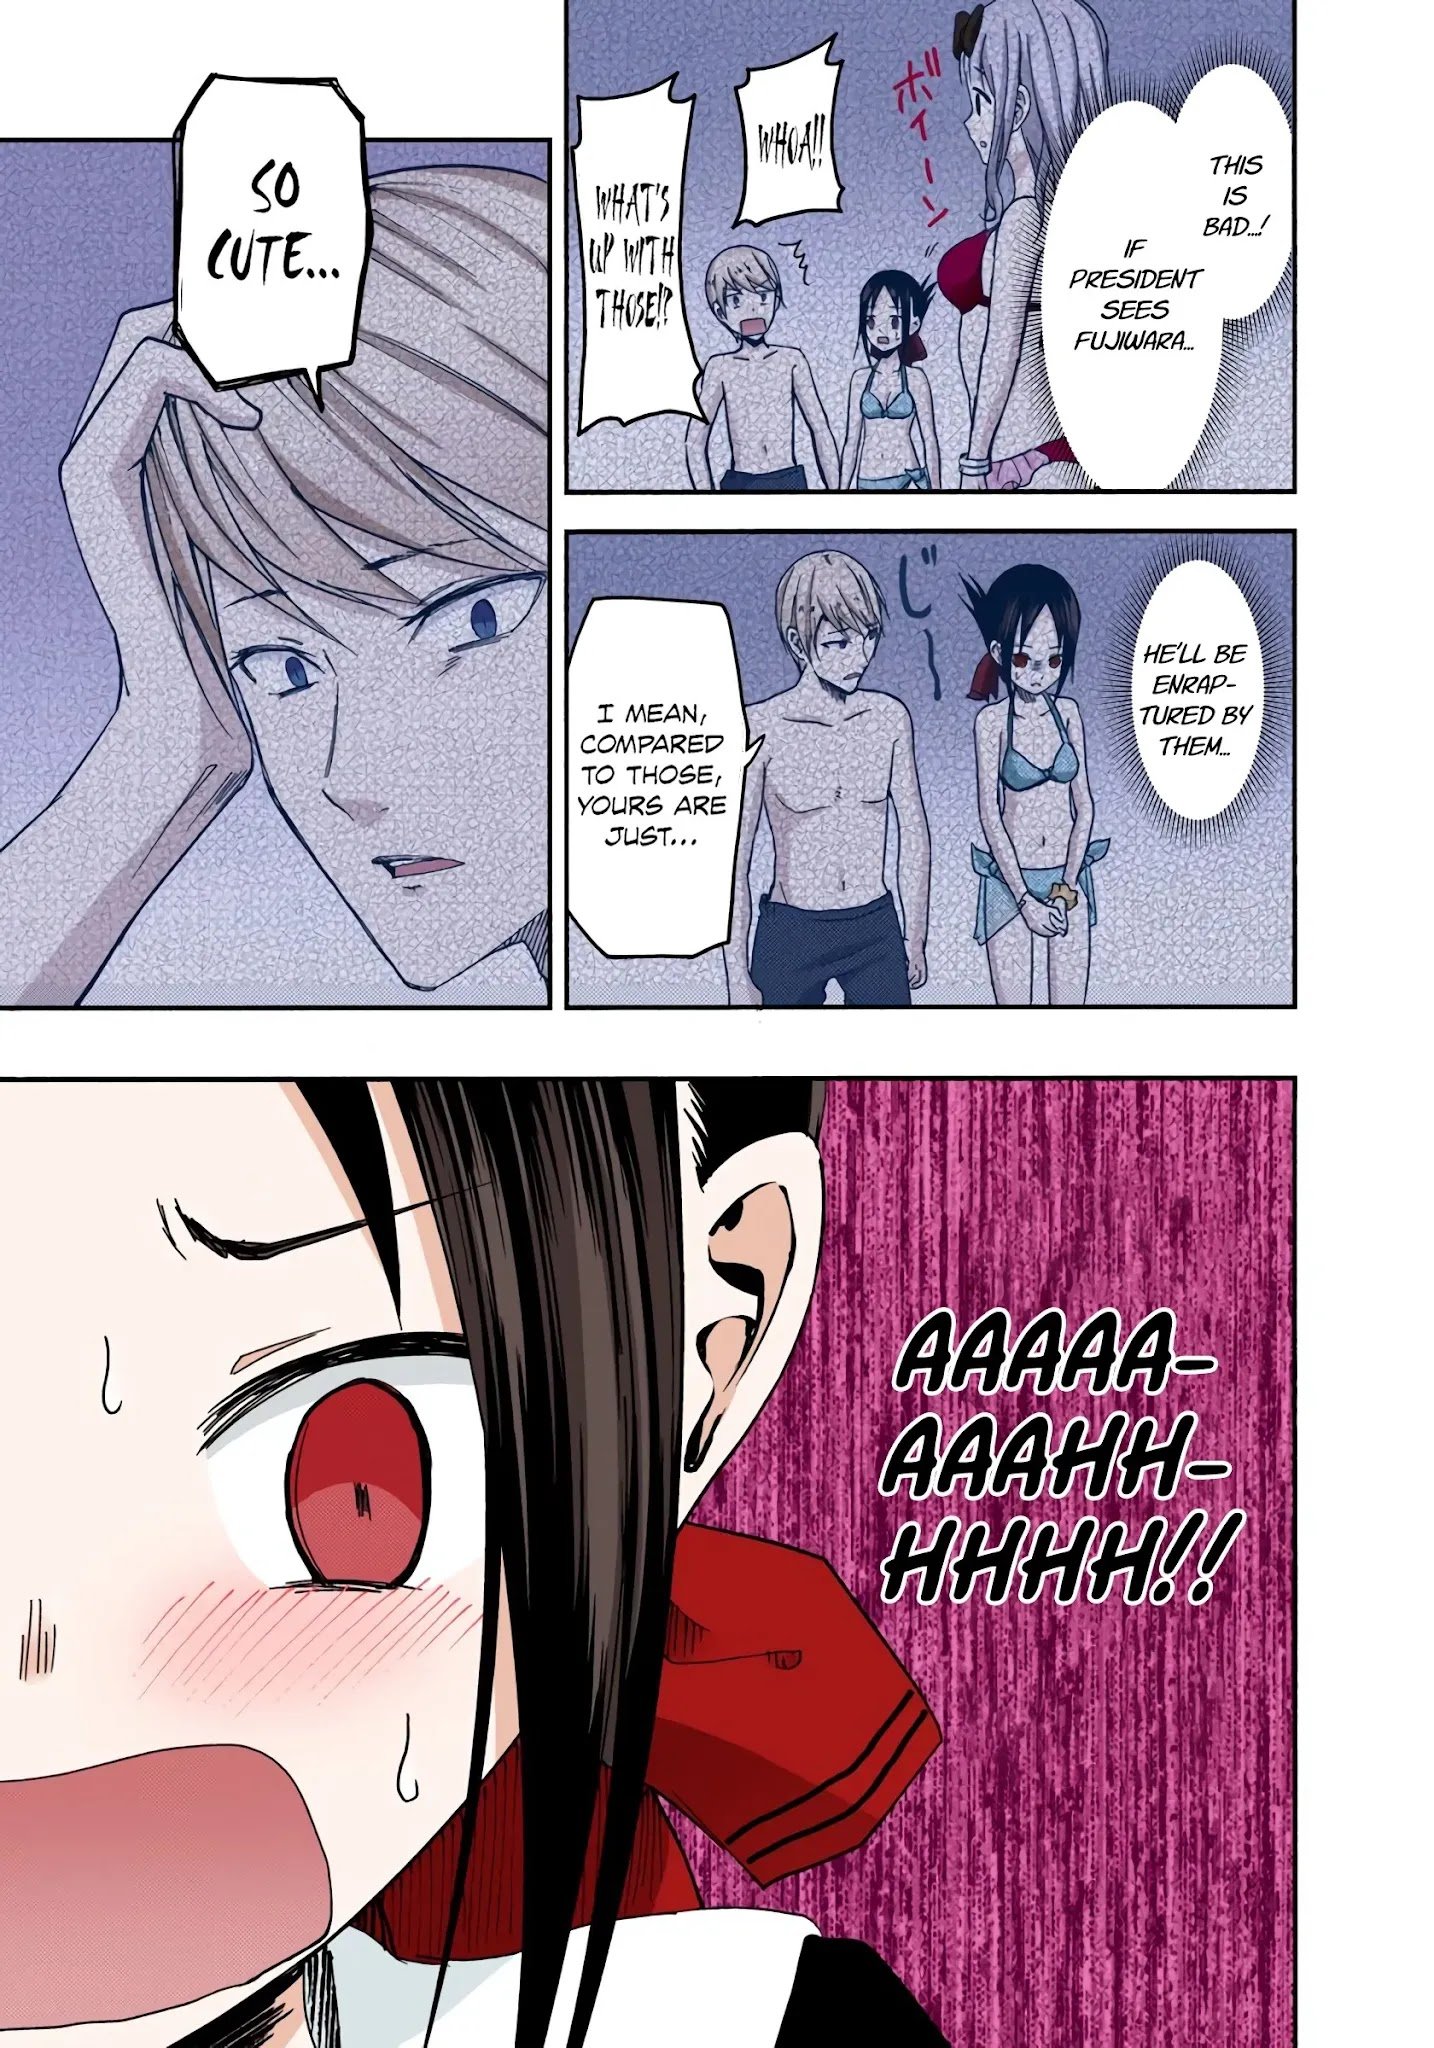 THIS
IS
BAD...!
IF
PRESIDENT
SEES
FUJIWARA...
ボイーン
WHOA!!
WHAT'S
UP WITH
THOSE!?
HE'LL BE
ENRAP-
TURED BY
THEM...
じ〜
I MEAN,
COMPARED
TO THOSE,
YOURS ARE
JUST...
SO
CUTE...
AAAAA-
AAAHH-
HHHH!!